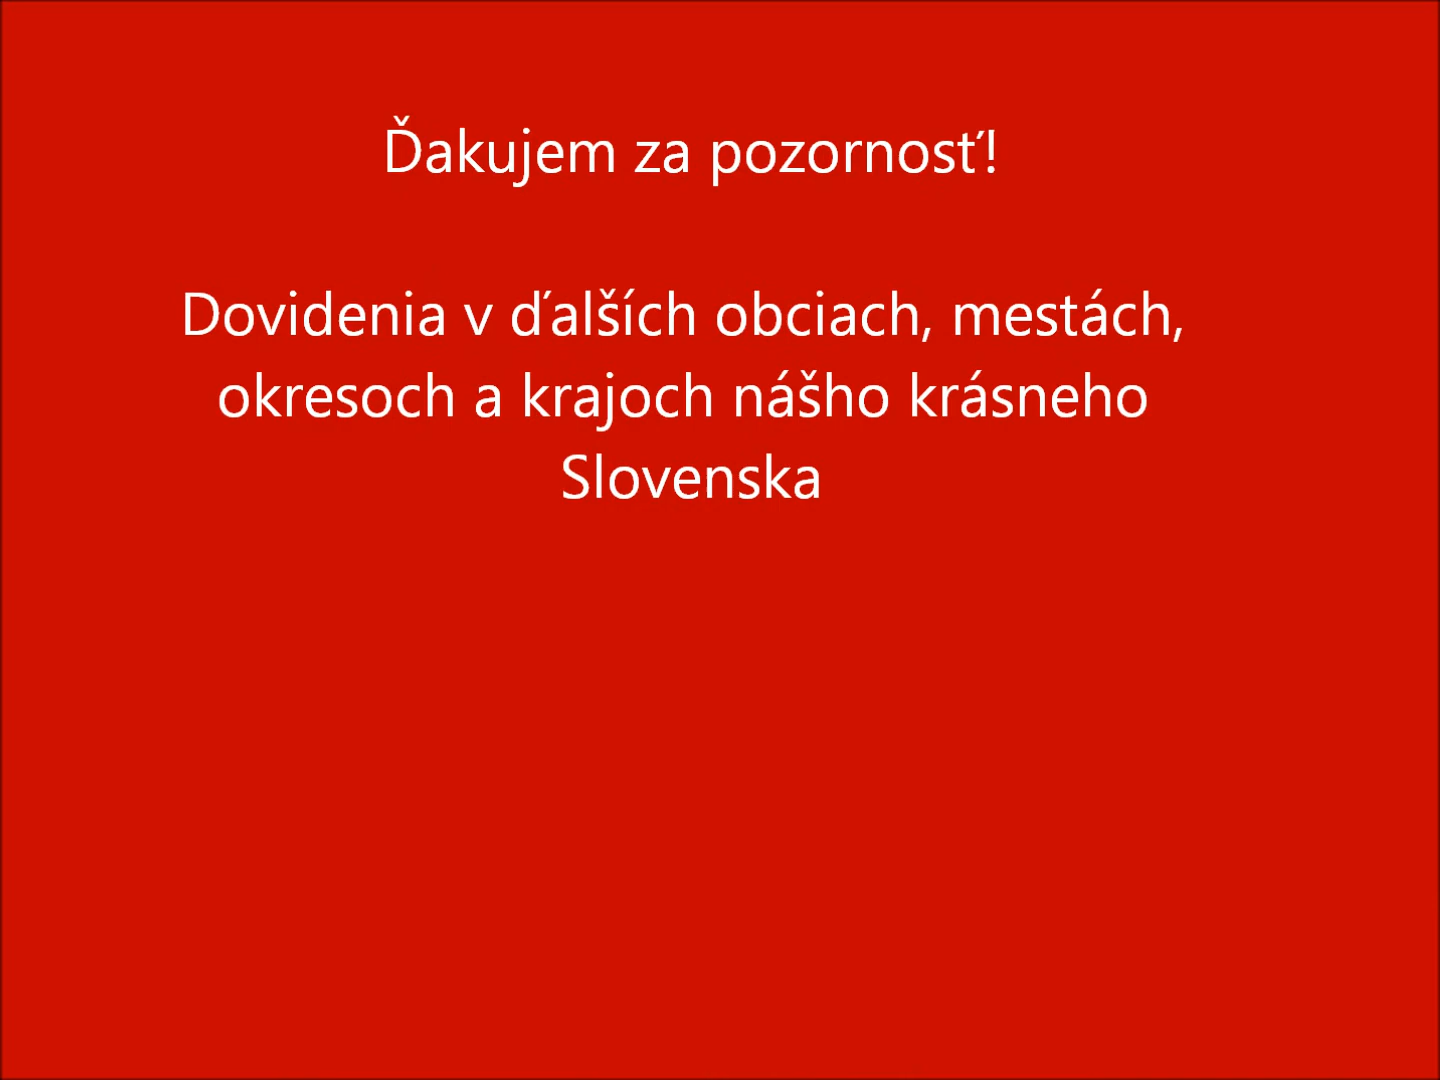 Ďakujem za pozornosť!
Dovidenia v ďalších obciach, mestách,
okresoch a krajoch nášho krásneho
Slovenska